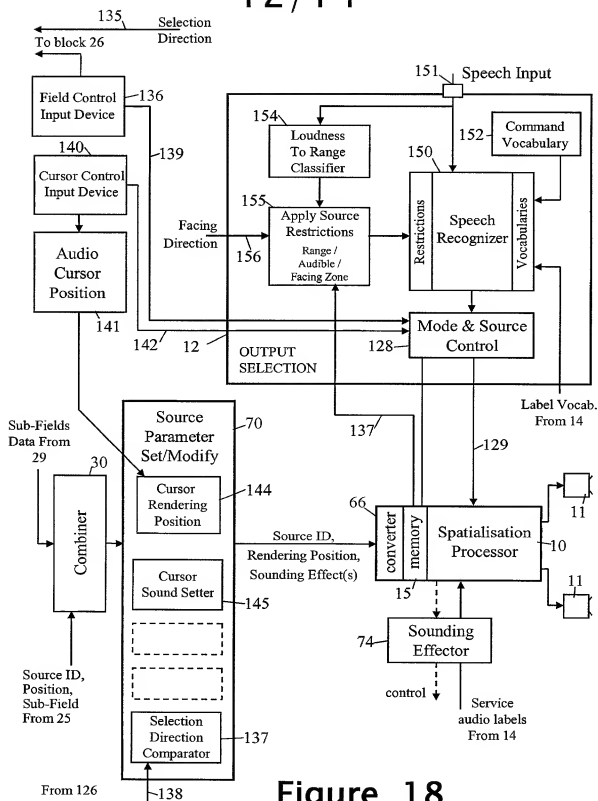 135
Selection
Direction
To block 26
Field Control
Input Device
136
139
140
Cursor Control
Input Device
Audio
Cursor
Position
141
142
151
Speech Input
154
Loudness
To Range
Classifier
152
Command
Vocabulary
150
155
Apply Source
Restrictions
Range /
Audible /
Facing Zone
Facing
Direction
156
Restrictions
Speech
Recognizer
Vocabularies
Mode & Source
Control
128
12
OUTPUT
SELECTION
Label Vocab.
From 14
137
129
Sub-Fields
Data From
29
30
Combiner
Source ID,
Position,
Sub-Field
From 25
Source
Parameter
Set/Modify
70
Cursor
Rendering
Position
144
Cursor
Sound Setter
145
Selection
Direction
Comparator
137
From 126
138
Source ID,
Rendering Position,
Sounding Effect(s)
66
converter
memory
15
Spatialisation
Processor
10
11
11
74
Sounding
Effector
control
Service
audio labels
From 14
Figure 18